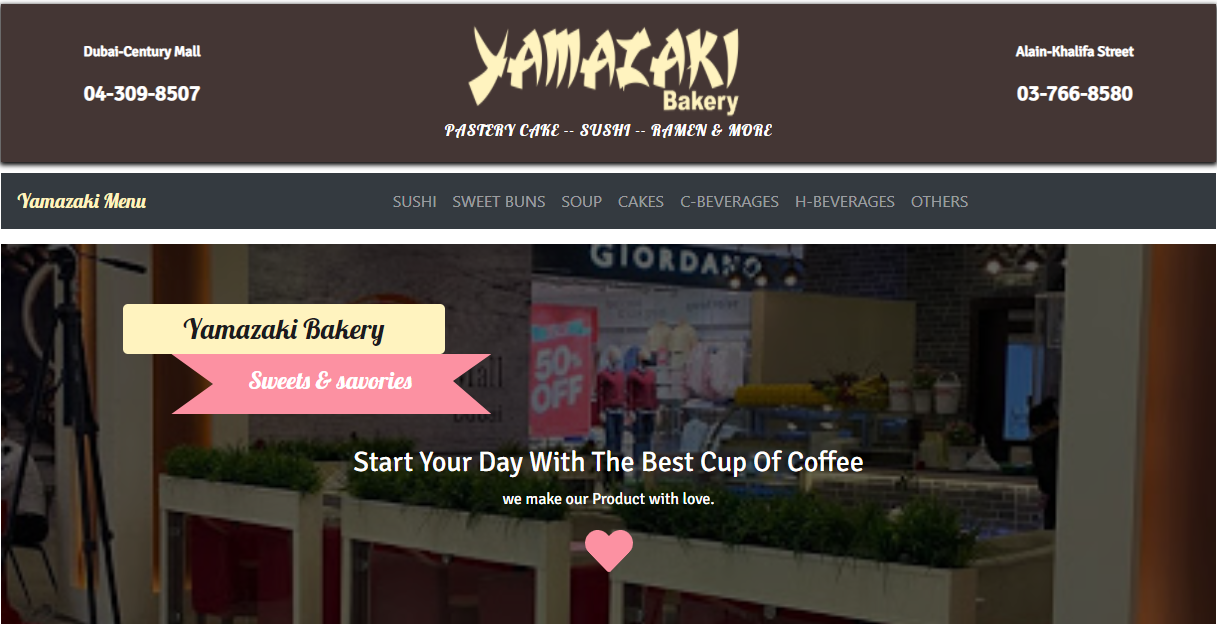 Dubai-Century Mall
04-309-8507
YAMAZAKI
Bakery
PASTERY CAKE -- SUSHI -- RAMEN & MORE
Alain-Khalifa Street
03-766-8580
Yamazaki Menu
SUSHI SWEET BUNS SOUP CAKES C-BEVERAGES H-BEVERAGES OTHERS
GIORDANO
Yamazaki Bakery
Sweets & savories
50%
OFF
Start Your Day With The Best Cup Of Coffee
we make our Product with love.